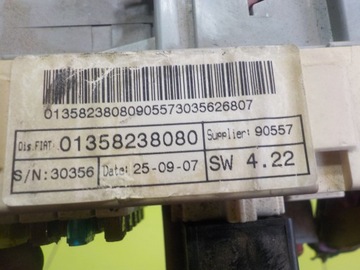 01358238080905573035626807
Dis.FIAT: 01358238080 Supplier: 90557
S/N: 30356 Date: 25-09-07 SW 4.22